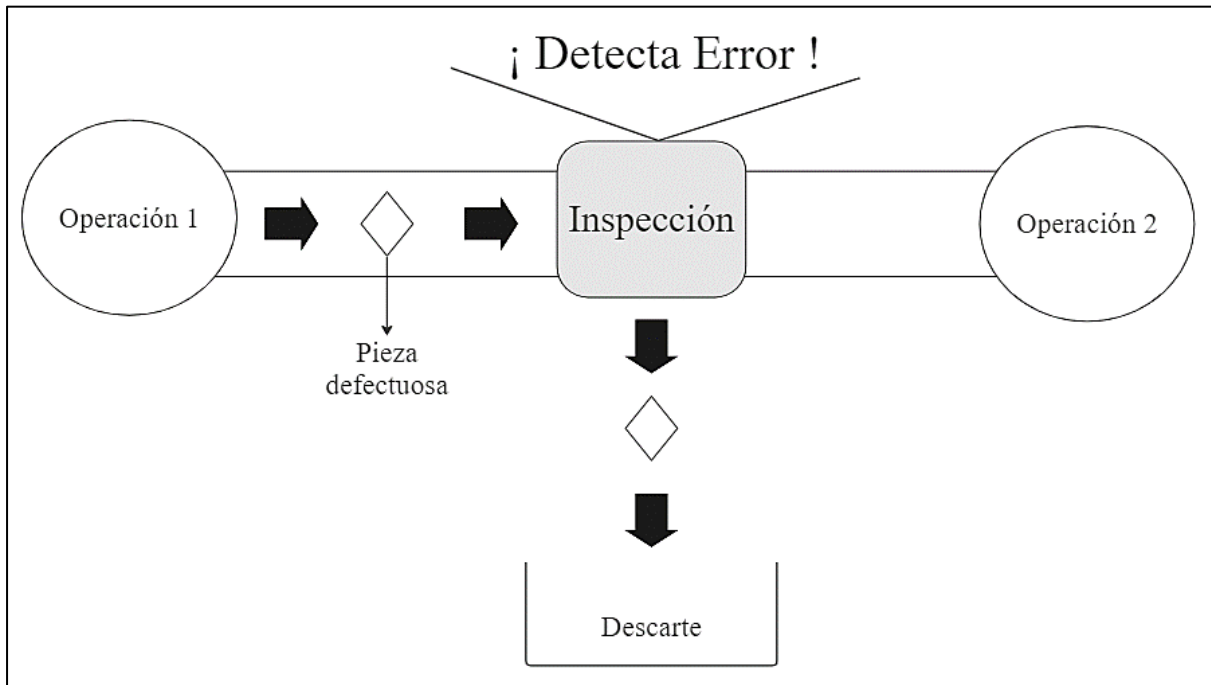 ¡ Detecta Error !
Operación 1
Inspección
Operación 2
Pieza
defectuosa
Descarte